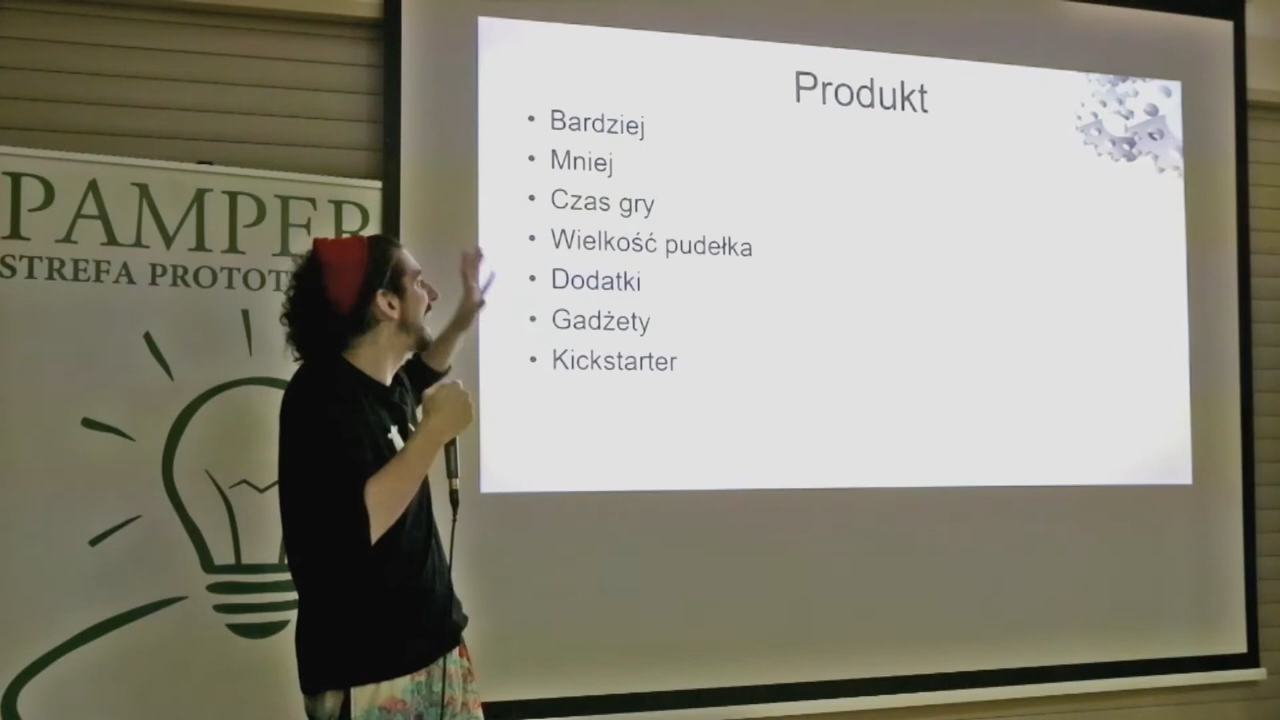 Produkt
• Bardziej
• Mniej
• Czas gry
• Wielkość pudełka
• Dodatki
• Gadżety
• Kickstarter
PAMPER
STREFA PROTOT